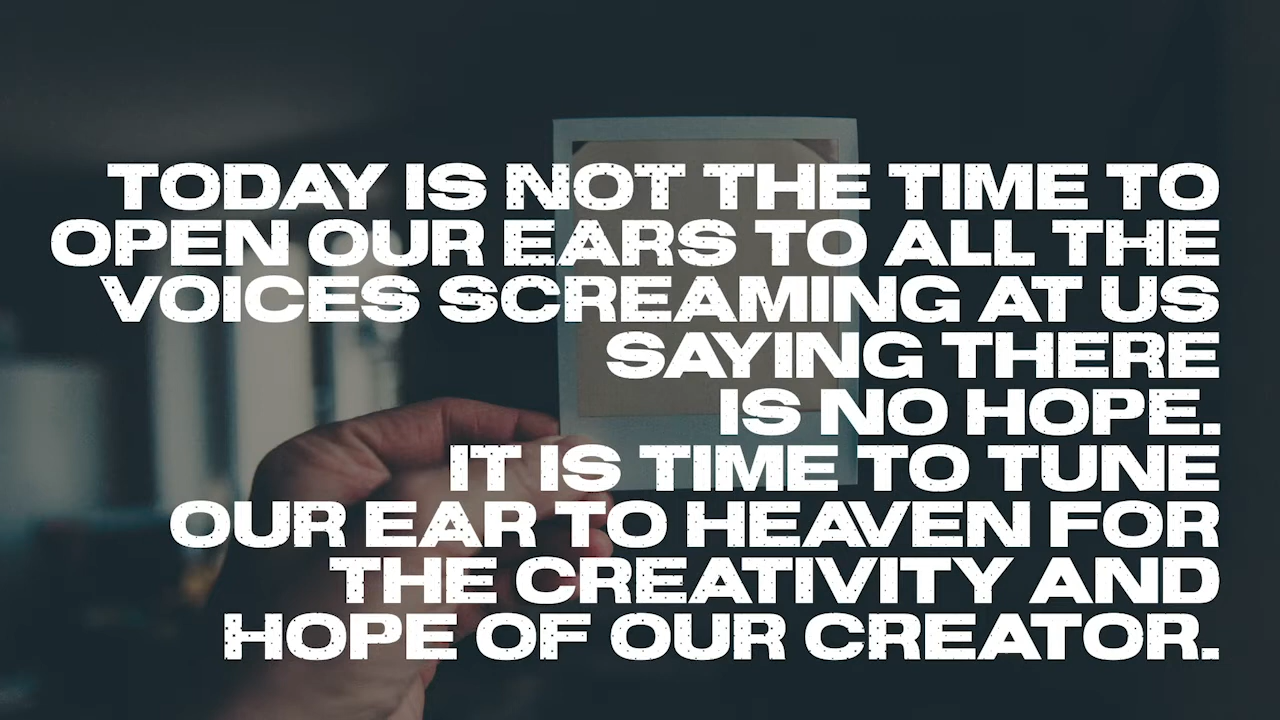 TODAY IS NOT THE TIME TO
OPEN OUR EARS TO ALL THE
VOICES SCREAMING AT US
SAYING THERE
IS NO HOPE.
IT IS TIME TO TUNE
OUR EAR TO HEAVEN FOR
THE CREATIVITY AND
HOPE OF OUR CREATOR.